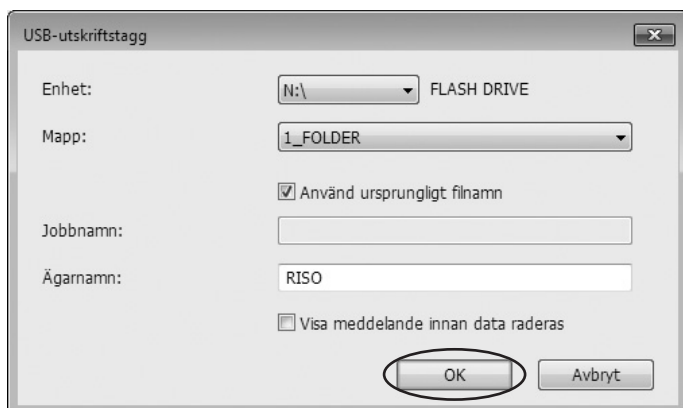 USB-utskriftstagg
Enhet: N:\ FLASH DRIVE
Mapp: 1_FOLDER
Använd ursprungligt filnamn
Jobbnamn:
Ägarnamn: RISO
Visa meddelande innan data raderas
OK Avbryt